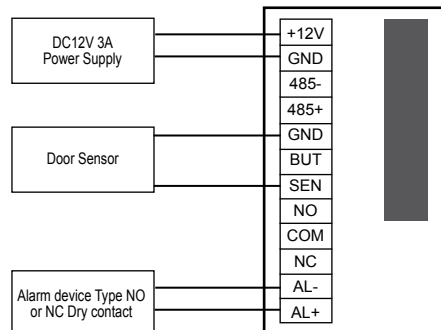 DC12V 3A
Power Supply
Door Sensor
Alarm device Type NO
or NC Dry contact
+12V
GND
485-
485+
GND
BUT
SEN
NO
COM
NC
AL-
AL+